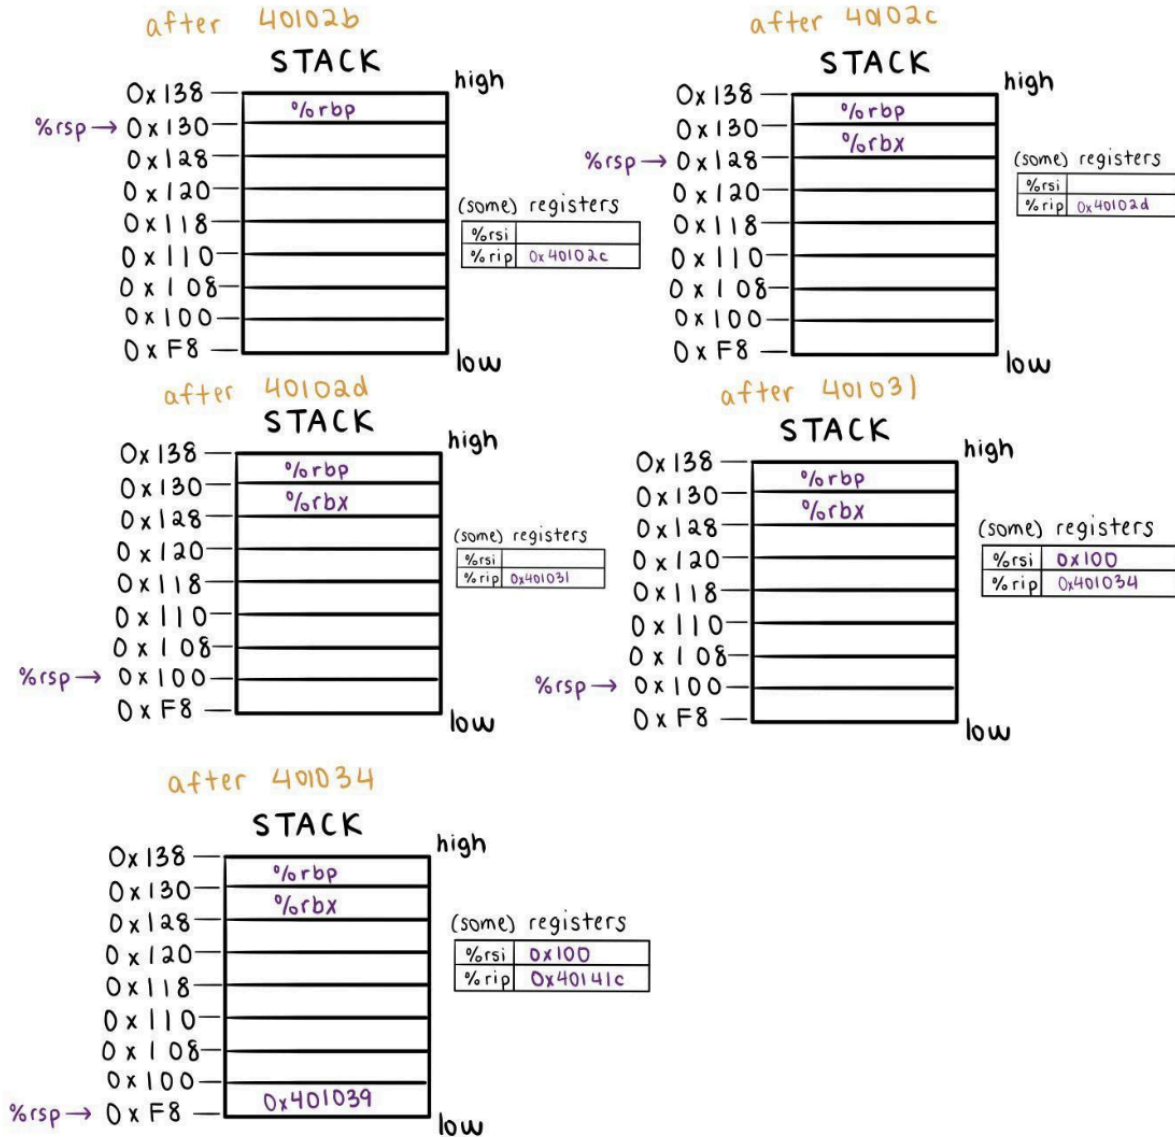 after 40102b
STACK
high
0x138
%rbp
%rsp → 0x130
0x128
0x120
0x118
0x110
0x108
0x100
0xF8
low
(some) registers
%rsi
%rip 0x40102c
after 40102c
STACK
high
0x138
%rbp
0x130
%rbx
%rsp → 0x128
0x120
0x118
0x110
0x108
0x100
0xF8
low
(some) registers
%rsi
%rip 0x40102d
after 40102d
STACK
high
0x138
%rbp
0x130
%rbx
0x128
0x120
0x118
0x110
0x108
%rsp → 0x100
0xF8
low
(some) registers
%rsi
%rip 0x401031
after 401031
STACK
high
0x138
%rbp
0x130
%rbx
0x128
0x120
0x118
0x110
0x108
%rsp → 0x100
0xF8
low
(some) registers
%rsi 0x100
%rip 0x401034
after 401034
STACK
high
0x138
%rbp
0x130
%rbx
0x128
0x120
0x118
0x110
0x108
0x100
0x401039
%rsp → 0xF8
low
(some) registers
%rsi 0x100
%rip 0x40141c